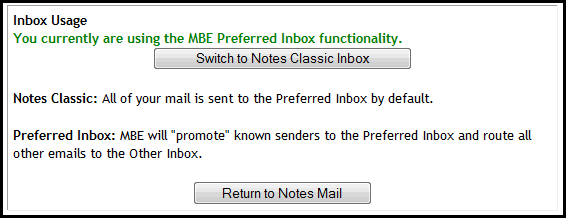 Inbox Usage
You currently are using the MBE Preferred Inbox functionality.
Switch to Notes Classic Inbox
Notes Classic: All of your mail is sent to the Preferred Inbox by default.
Preferred Inbox: MBE will "promote" known senders to the Preferred Inbox and route all
other emails to the Other Inbox.
Return to Notes Mail